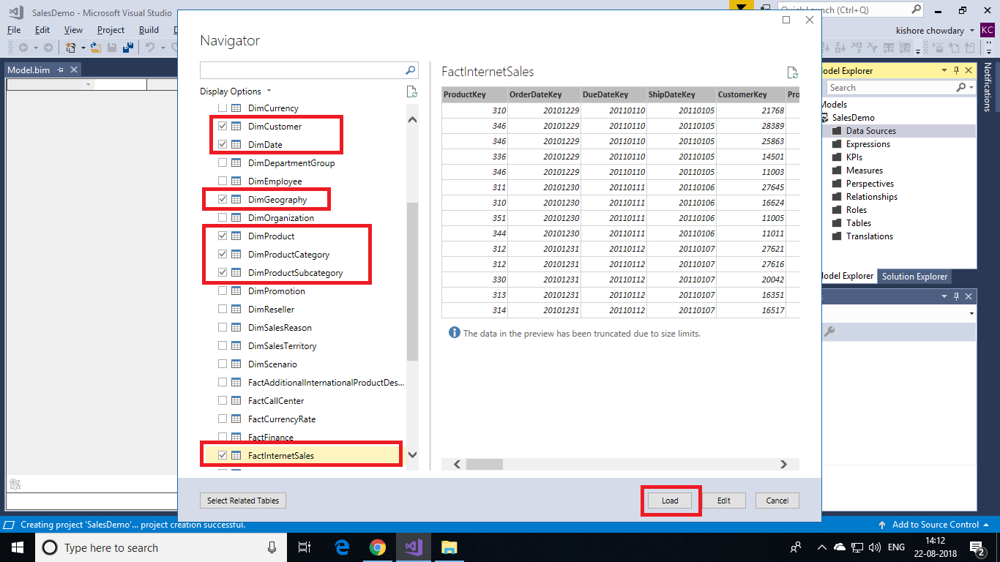 SalesDemo - Microsoft Visual Studio
Quick Launch (Ctrl+Q)
File Edit View Project Build
kishore chowdary KC
Model.bim
Navigator
Display Options
DimCurrency
DimCustomer
DimDate
DimDepartmentGroup
DimEmployee
DimGeography
DimOrganization
DimProduct
DimProductCategory
DimProductSubcategory
DimPromotion
DimReseller
DimSalesReason
DimSalesTerritory
DimScenario
FactAdditionalInternationalProductDes...
FactCallCenter
FactCurrencyRate
FactFinance
FactInternetSales
Select Related Tables
FactInternetSales
ProductKey OrderDateKey DueDateKey ShipDateKey CustomerKey Pro
310 20101229 20110110 20110105 21768
346 20101229 20110110 20110105 28389
346 20101229 20110110 20110105 25863
336 20101229 20110110 20110105 14501
346 20101229 20110110 20110105 11003
311 20101230 20110111 20110106 27645
310 20101230 20110111 20110106 16624
351 20101230 20110111 20110106 11005
344 20101230 20110111 20110106 11011
312 20101231 20110112 20110107 27621
312 20101231 20110112 20110107 27616
330 20101231 20110112 20110107 20042
313 20101231 20110112 20110107 16351
314 20101231 20110112 20110107 16517
The data in the preview has been truncated due to size limits.
Load Edit Cancel
odel Explorer
Search
Models
SalesDemo
Data Sources
Expressions
KPIs
Measures
Perspectives
Relationships
Roles
Tables
Translations
odel Explorer Solution Explorer
Notifications
Creating project 'SalesDemo'... project creation successful.
Add to Source Control
Type here to search
ENG
14:12
22-08-2018
2